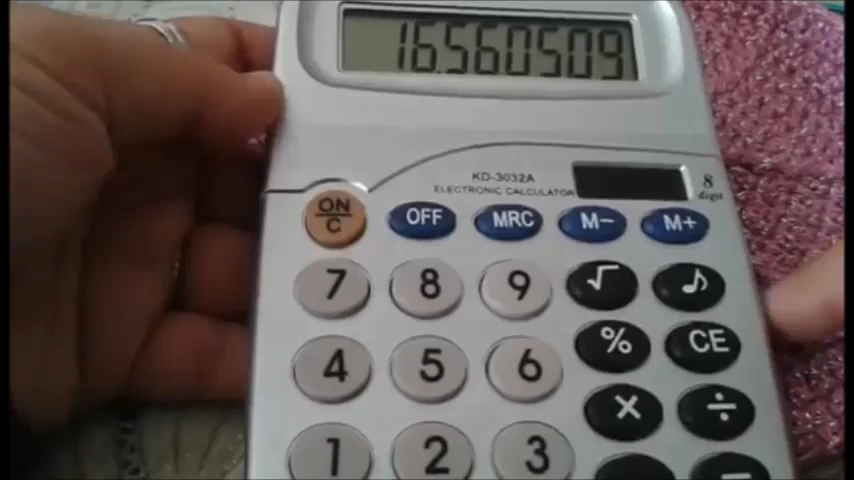 16.560509
KD-3032A
ELECTRONIC CALCULATOR
8
digit
ON
C
OFF MRC M− M+
7 8 9 √ ♪
4 5 6 % CE
× ÷
1 2 3